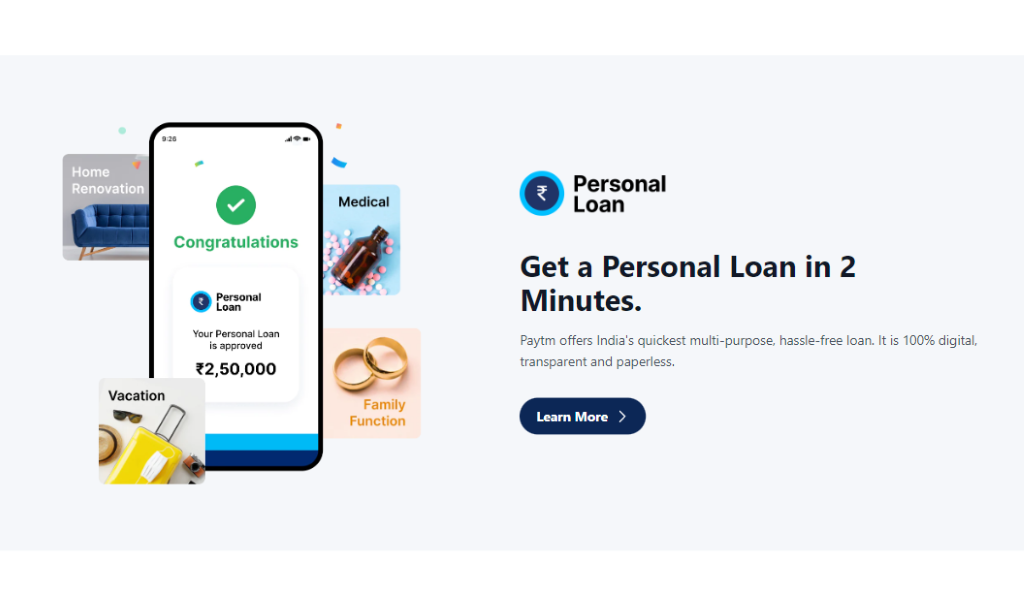 9:26
Home
Renovation
Medical
Congratulations
₹ Personal
Loan
Your Personal Loan
is approved
₹2,50,000
Vacation
Family
Function
₹ Personal
Loan
Get a Personal Loan in 2
Minutes.
Paytm offers India's quickest multi-purpose, hassle-free loan. It is 100% digital,
transparent and paperless.
Learn More